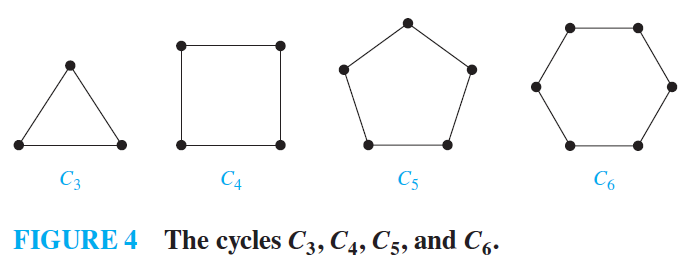 C₃ C₄ C₅ C₆
FIGURE 4 The cycles C₃, C₄, C₅, and C₆.